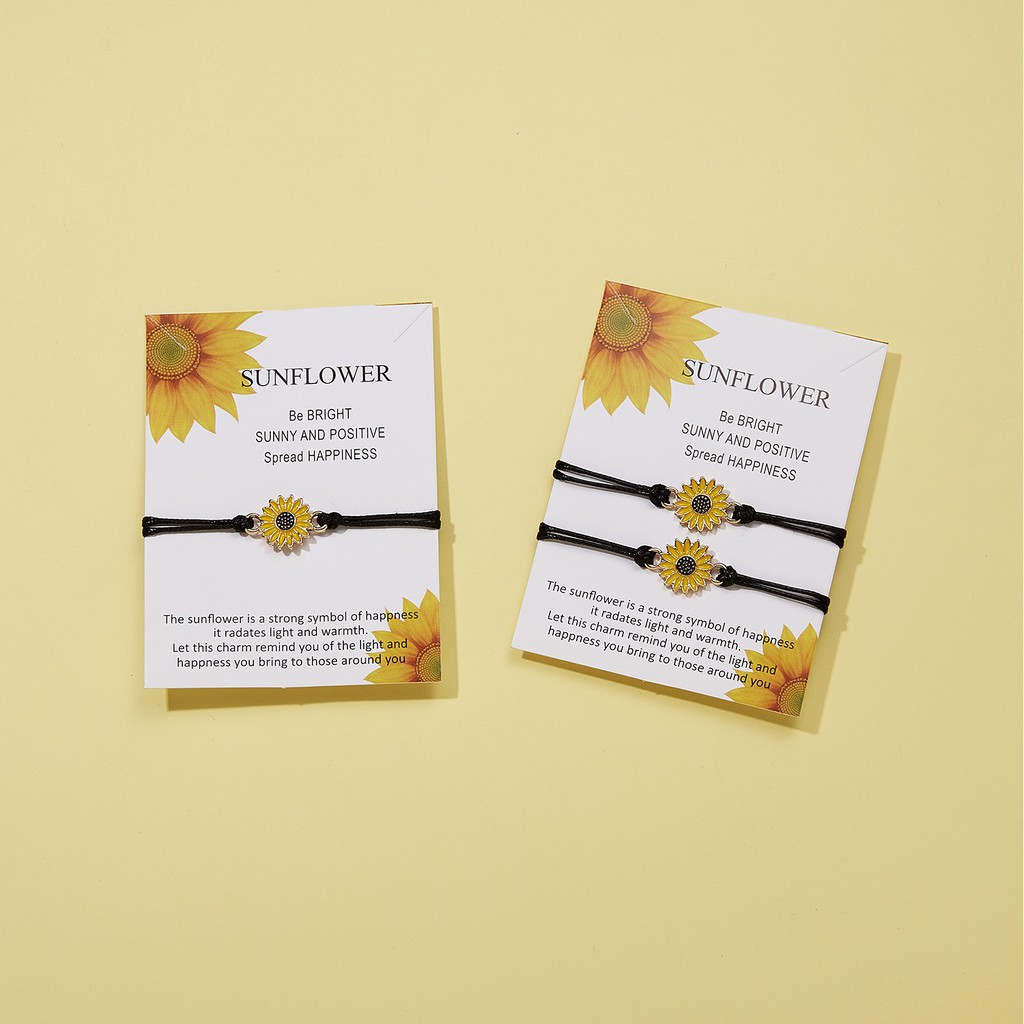 SUNFLOWER
Be BRIGHT
SUNNY AND POSITIVE
Spread HAPPINESS
The sunflower is a strong symbol of happness
it radates light and warmth.
Let this charm remind you of the light and
happness you bring to those around you
SUNFLOWER
Be BRIGHT
SUNNY AND POSITIVE
Spread HAPPINESS
The sunflower is a strong symbol of happness
it radates light and warmth.
Let this charm remind you of the light and
happness you bring to those around you